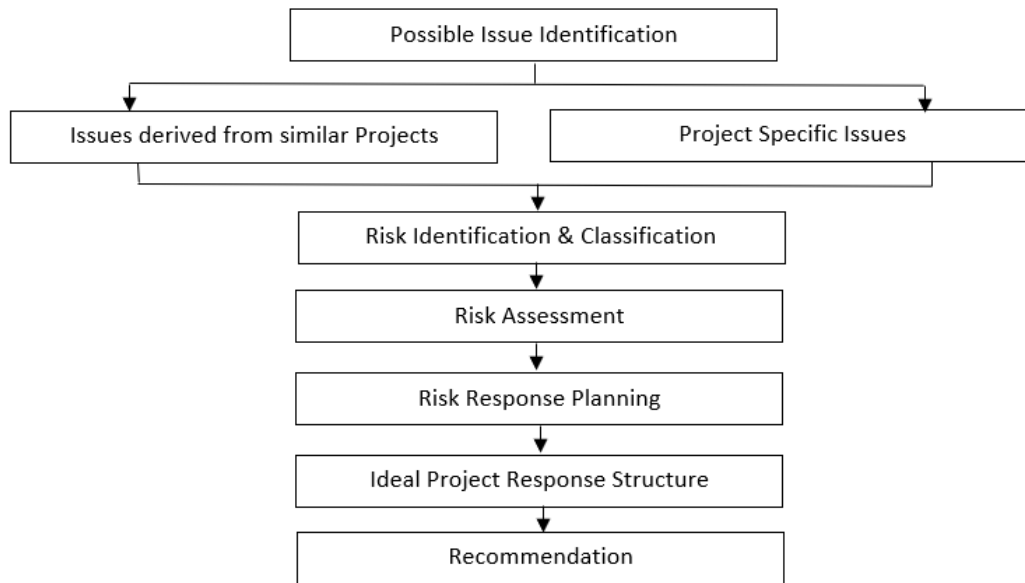 Possible Issue Identification
Issues derived from similar Projects
Project Specific Issues
Risk Identification & Classification
Risk Assessment
Risk Response Planning
Ideal Project Response Structure
Recommendation